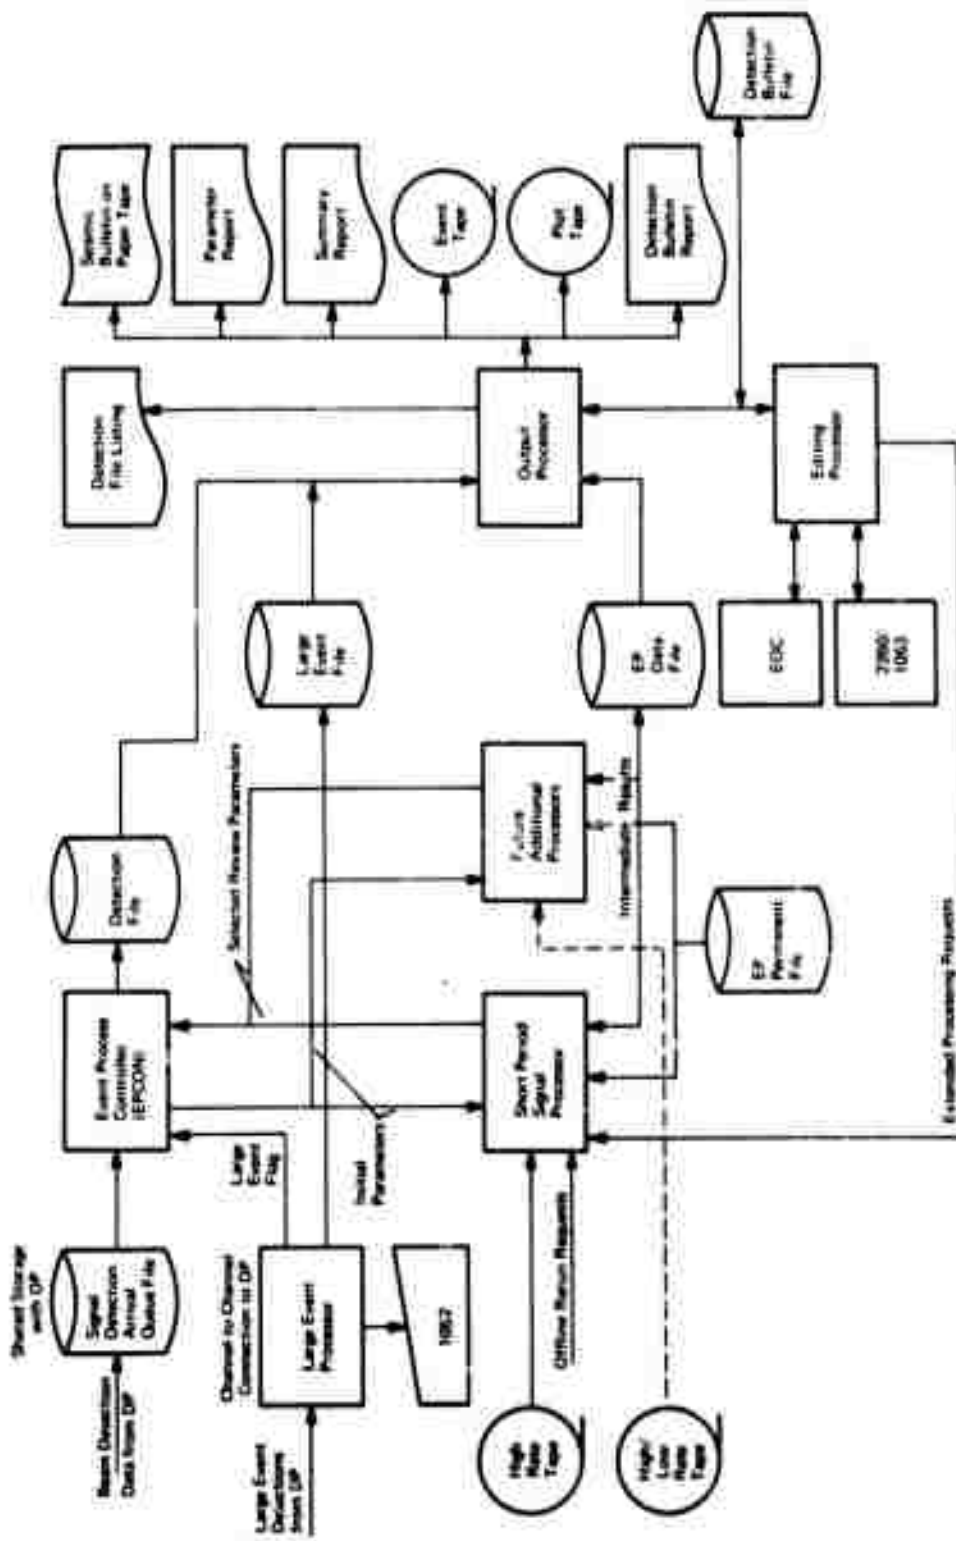 Shared Storage
with DP
Beam Detection
Data from DP
Signal
Detection
Arrival
Queue File
Event Process
Controller
(EPCON)
Detection
File
Detection
File Listing
Seismic
Bulletin on
Paper Tape
Parameter
Report
Summary
Report
Event
Tape
Plot
Tape
Detection
Bulletin
Report
Detection
Bulletin
File
Large
Event
Flag
Selected Review Parameters
Channel to Channel
Connection to DP
Large Event
Detections
from DP
Large Event
Processor
1052
Initial
Parameters
Large
Event
File
Output
Processor
High
Rate
Tape
Offline Rerun Requests
Short Period
Signal
Processor
Future
Additional
Processors
Intermediate Results
EP
Data
File
High/
Low
Rate
Tape
EP
Permanent
File
EOC
1053
Editing
Processor
Extended Processing Requests